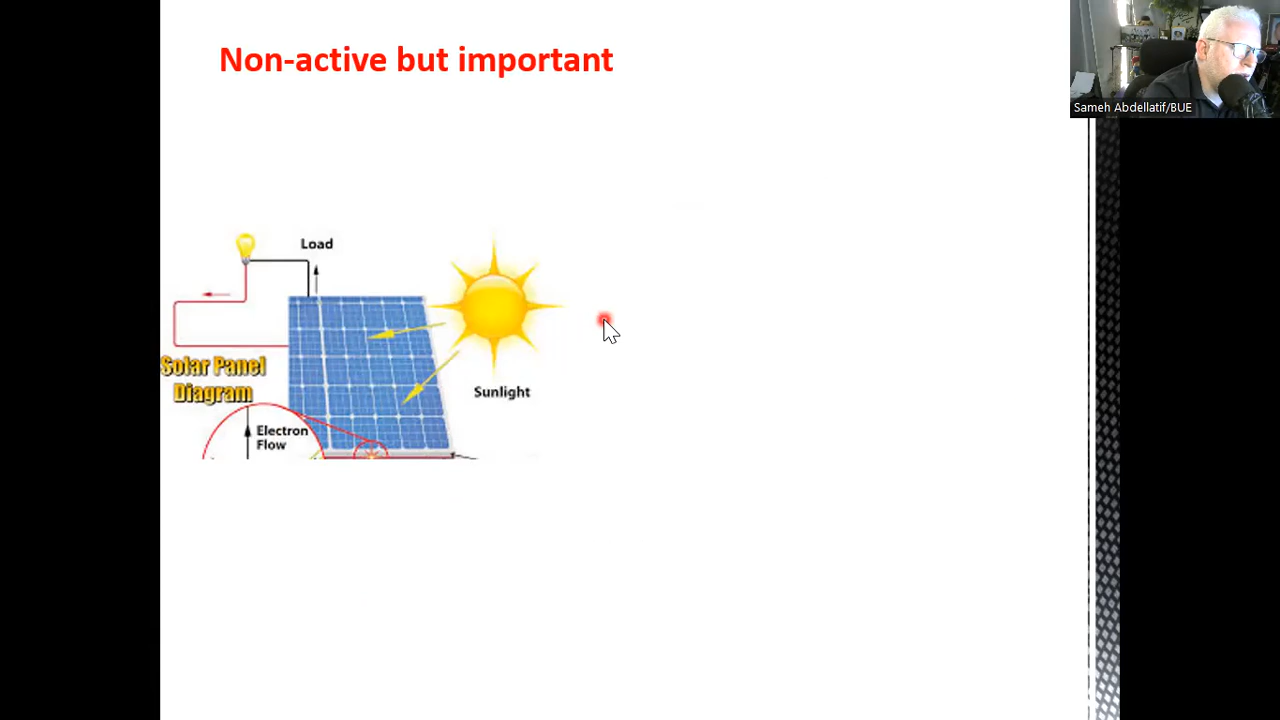 Non-active but important
Sameh Abdellatif/BUE
Load
Solar Panel
Diagram
Sunlight
Electron
Flow